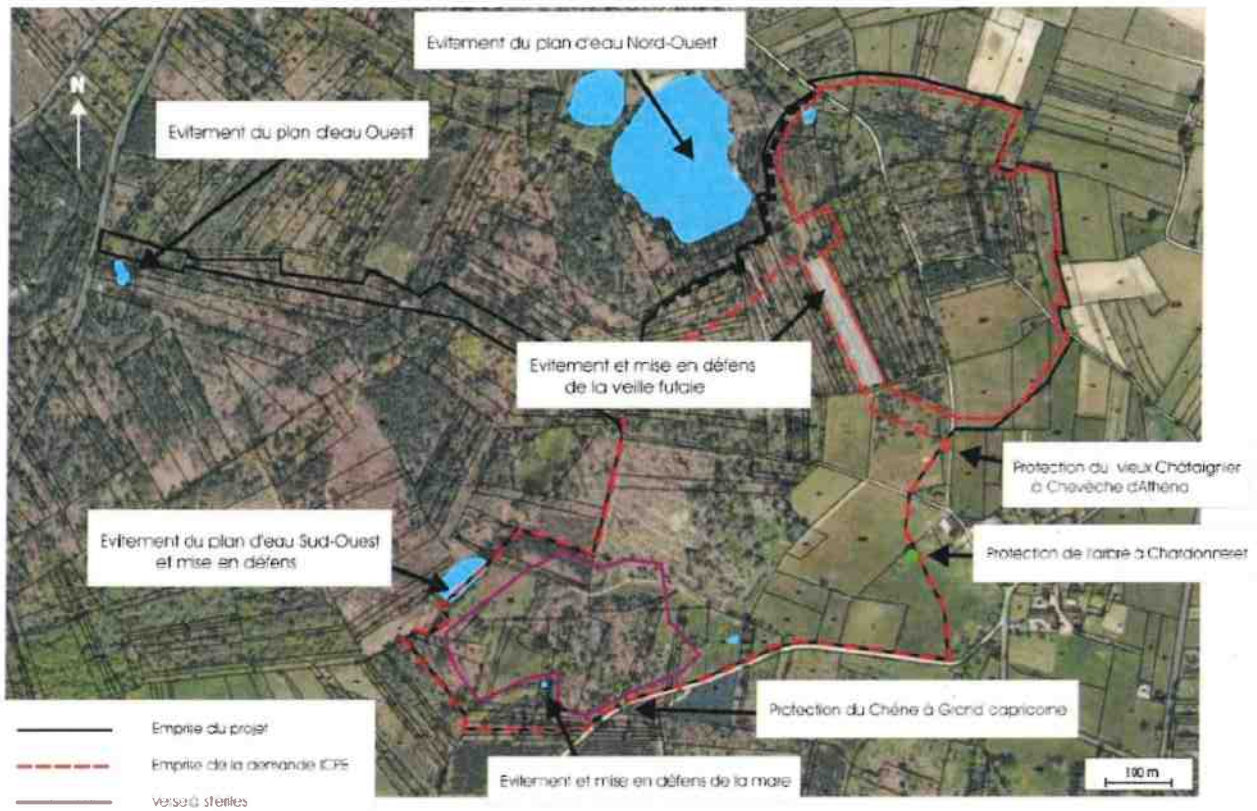 Evitement du plan d'eau Nord-Ouest
N
Evitement du plan d'eau Ouest
Evitement et mise en défens
de la veille futaie
Protection du vieux Châtaignier
à Chevêche d'Athéna
Evitement du plan d'eau Sud-Ouest
et mise en défens
Protection de l'arbre à Chardonneret
Protection du Chêne à Grand capricorne
Evitement et mise en défens de la mare
100 m
Emprise du projet
Emprise de la demande ICPE
Verse à stériles